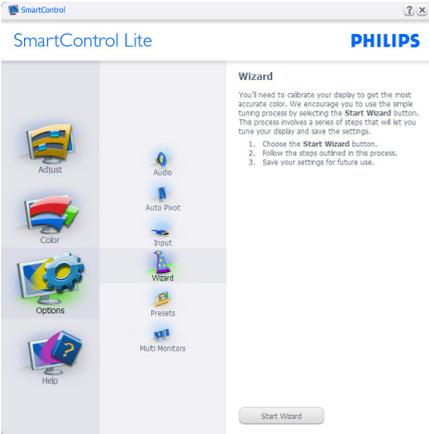 SmartControl
SmartControl Lite
PHILIPS
Adjust
Color
Options
Help
Audio
Auto Pivot
Input
Wizard
Presets
Multi Monitors
Wizard
You'll need to calibrate your display to get the most
accurate color. We encourage you to use the simple
tuning process by selecting the Start Wizard button.
This process involves a series of steps that will let you
tune your display and save the settings.
1. Choose the Start Wizard button.
2. Follow the steps outlined in this process.
3. Save your settings for future use.
Start Wizard